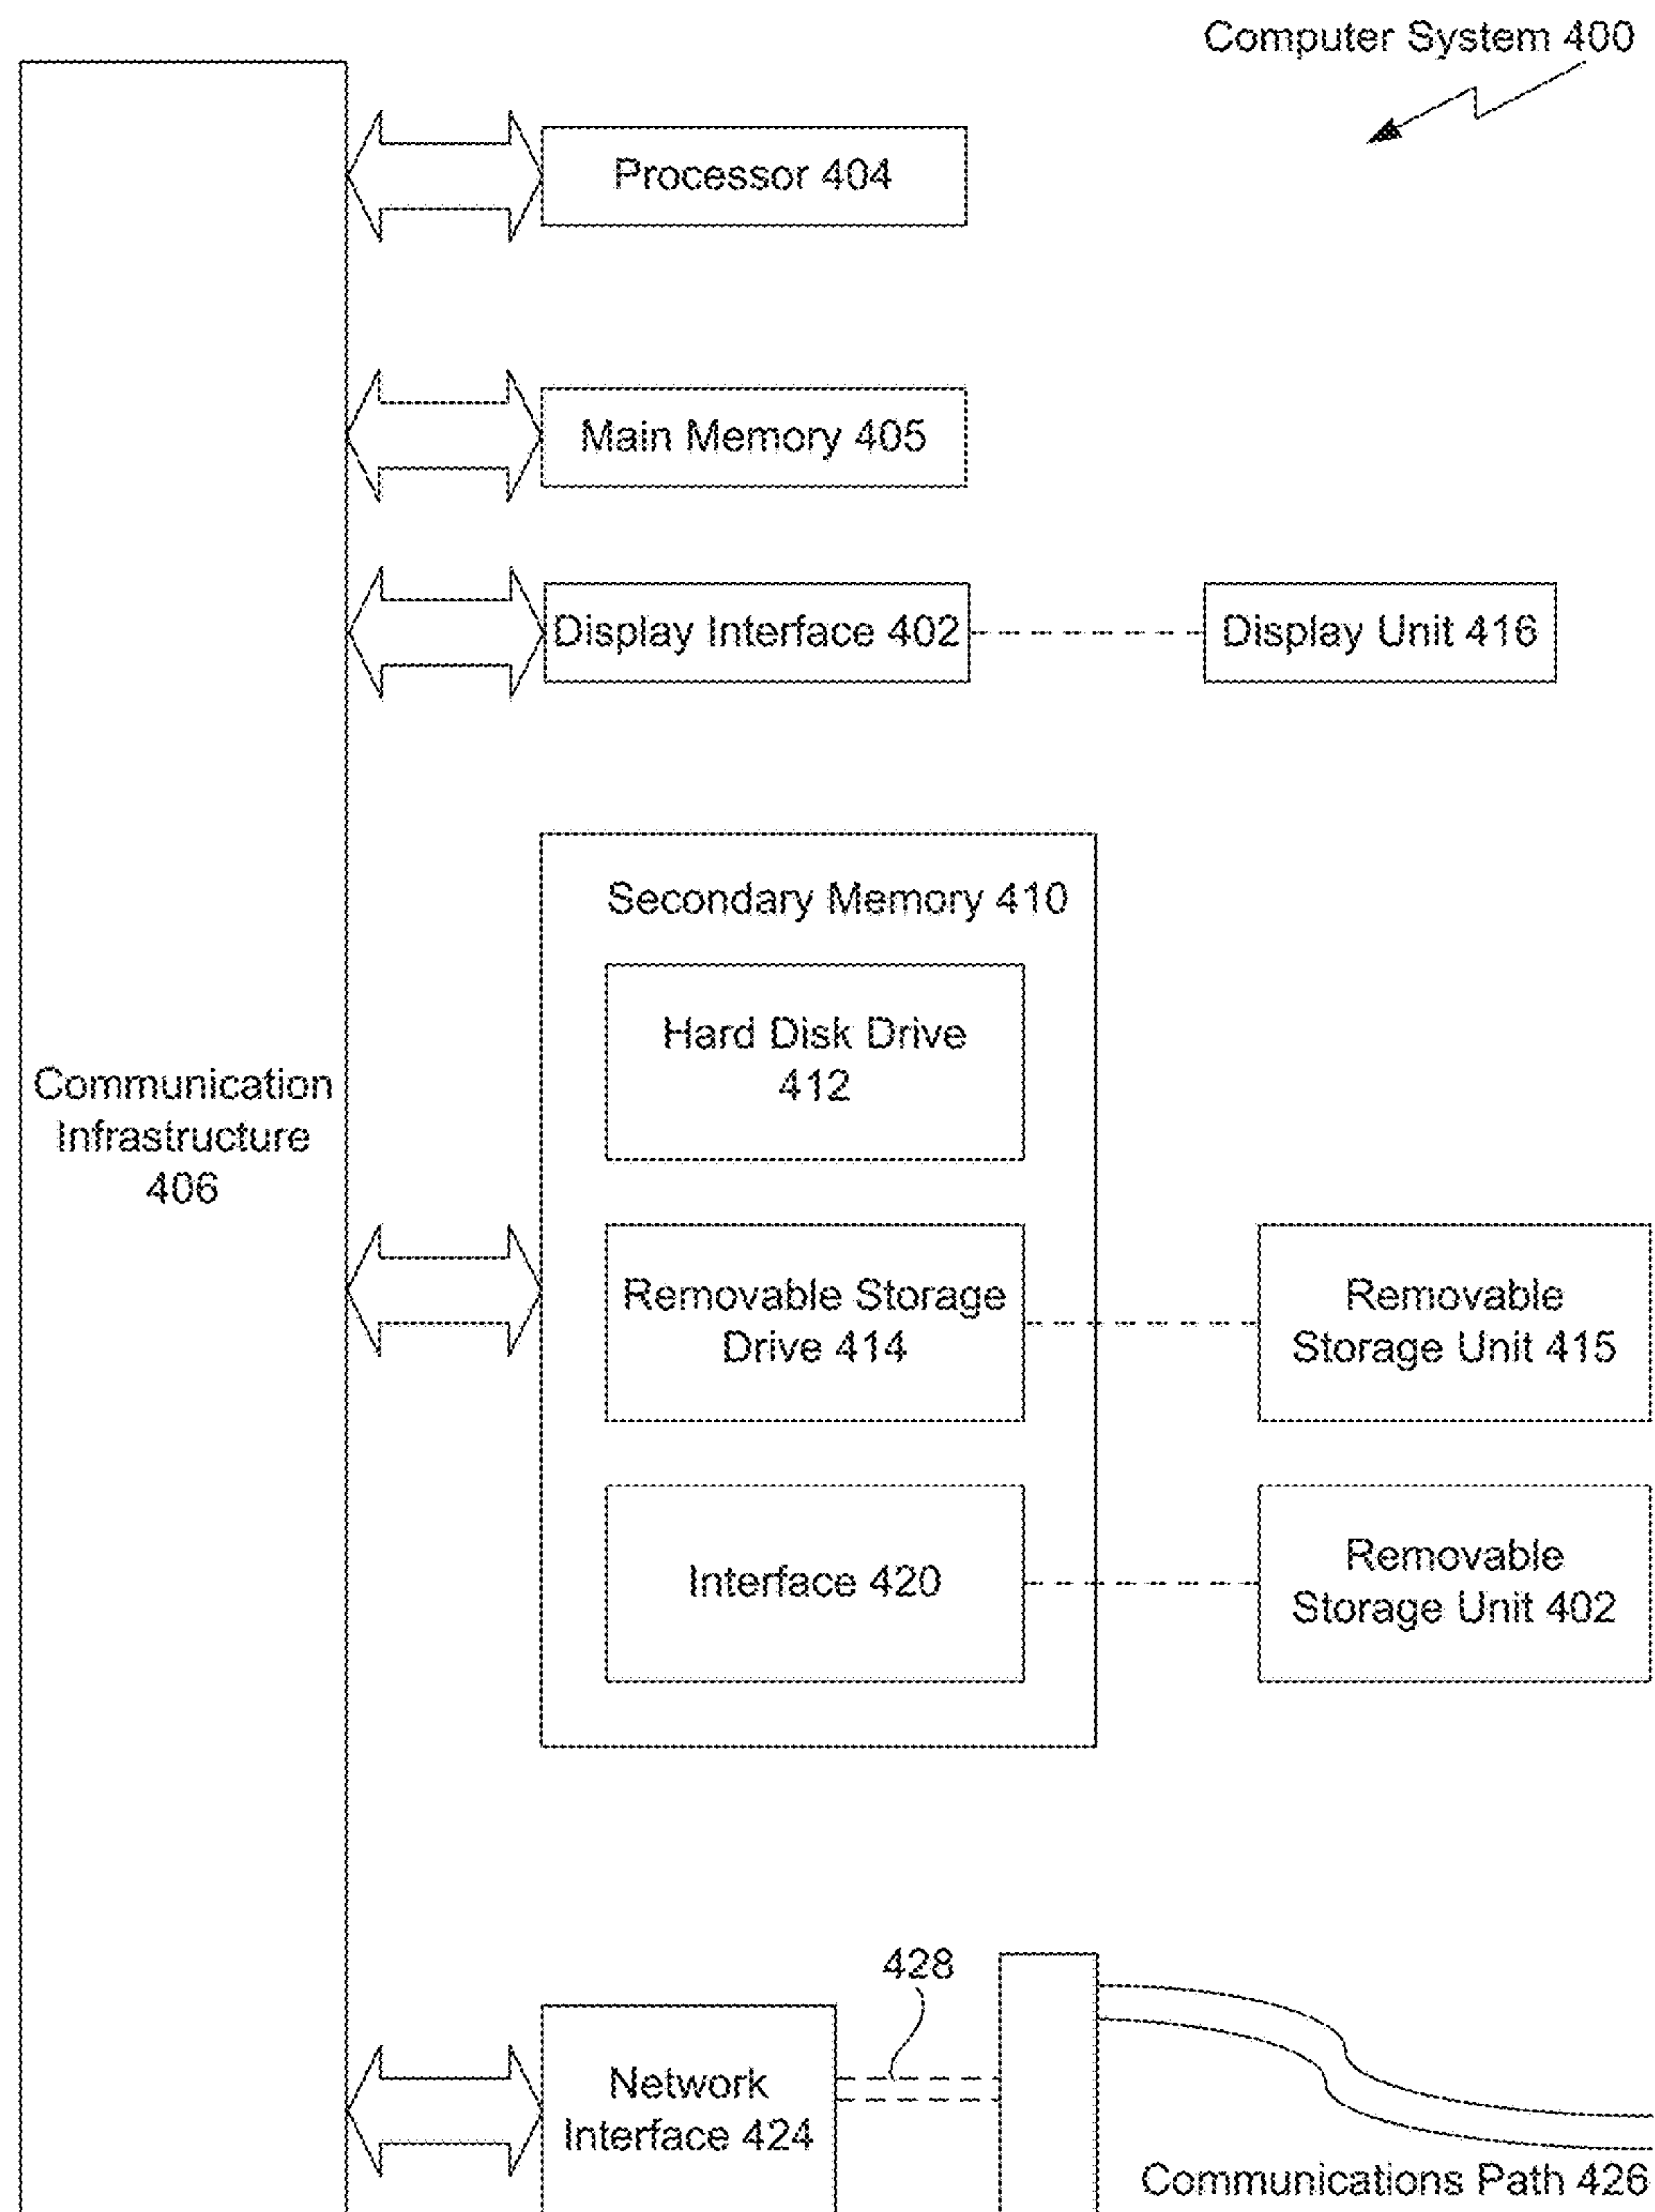 Computer System 400
Processor 404
Main Memory 405
Display Interface 402
Display Unit 416
Secondary Memory 410
Hard Disk Drive
412
Communication
Infrastructure
406
Removable Storage
Drive 414
Removable
Storage Unit 415
Interface 420
Removable
Storage Unit 402
428
Network
Interface 424
Communications Path 426